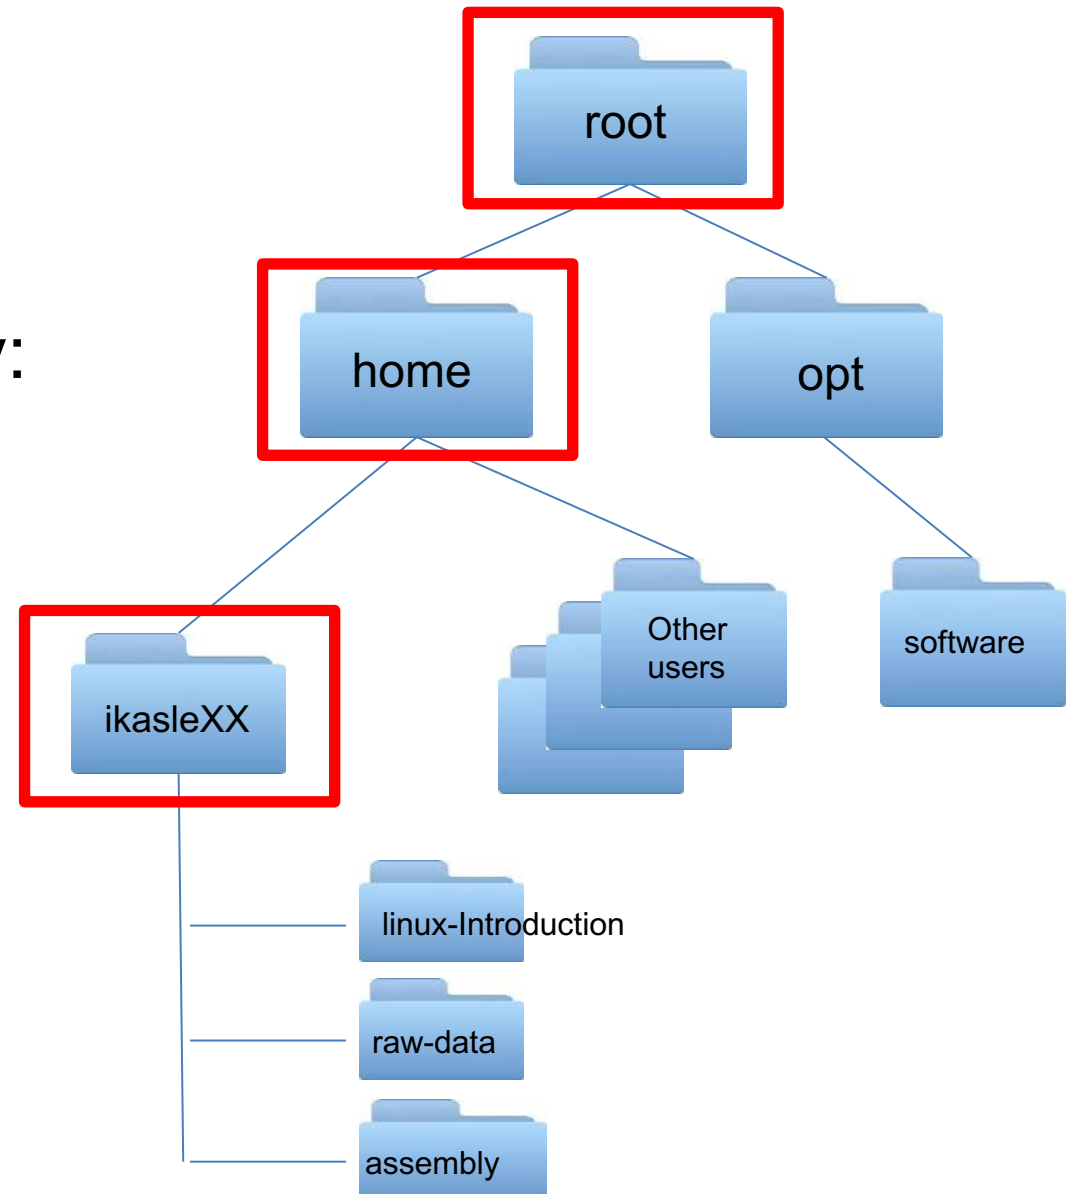 root
y:
home
opt
Other
users
software
ikasleXX
linux-Introduction
raw-data
assembly